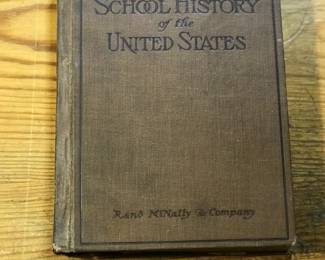 SCHOOL HISTORY
of the
UNITED STATES
Rand McNally & Company